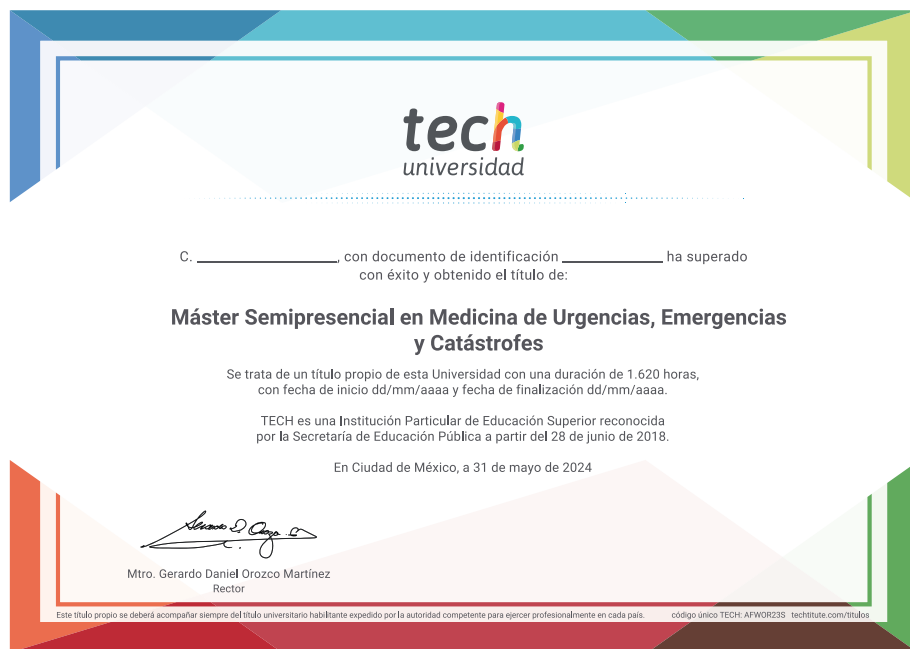 tech
universidad
C. __________________, con documento de identificación _____________ ha superado
con éxito y obtenido el título de:
Máster Semipresencial en Medicina de Urgencias, Emergencias
y Catástrofes
Se trata de un título propio de esta Universidad con una duración de 1.620 horas,
con fecha de inicio dd/mm/aaaa y fecha de finalización dd/mm/aaaa.
TECH es una Institución Particular de Educación Superior reconocida
por la Secretaría de Educación Pública a partir del 28 de junio de 2018.
En Ciudad de México, a 31 de mayo de 2024
Mtro. Gerardo Daniel Orozco Martínez
Rector
Este título propio se deberá acompañar siempre del título universitario habilitante expedido por la autoridad competente para ejercer profesionalmente en cada país. código único TECH: AFWOR23S techtitute.com/titulos